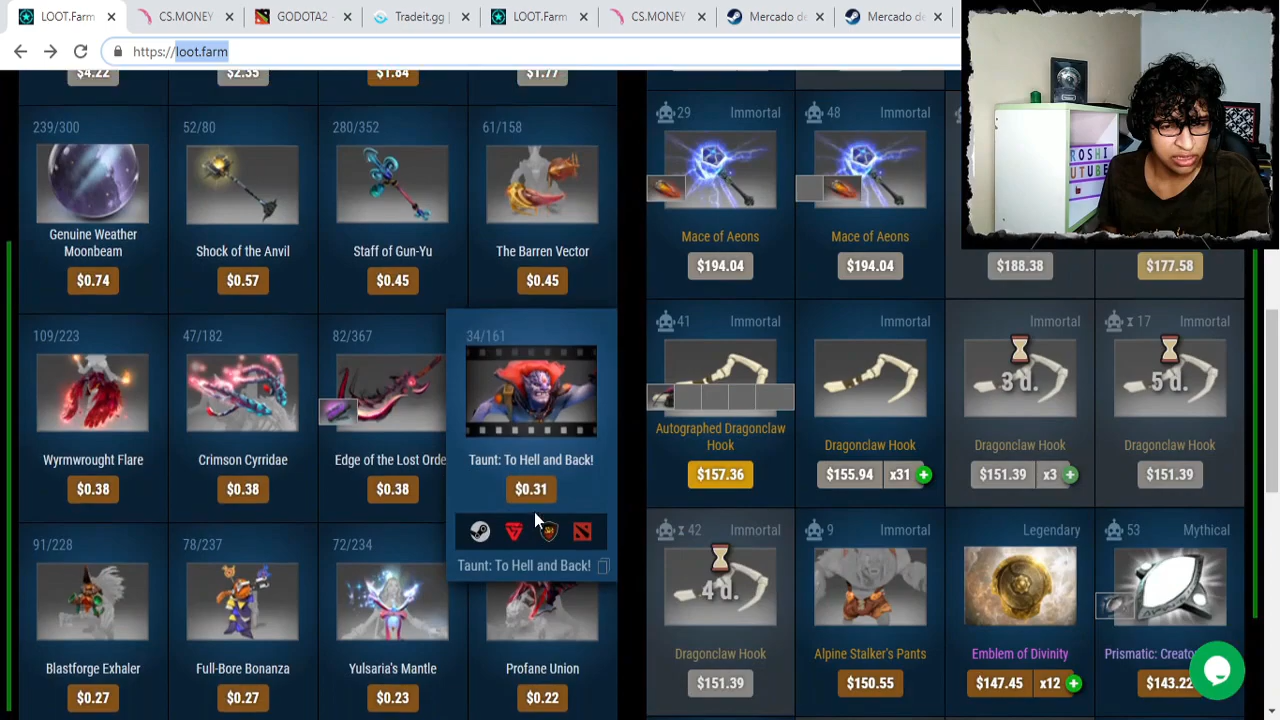 LOOT.Farm
CS.MONEY
GODOTA2 -
Tradeit.gg |
LOOT.Farm
CS.MONEY
Mercado de
Mercado de
https://loot.farm
$4.22
$2.35
$1.84
$1.77
239/300
52/80
280/352
61/158
Genuine Weather
Moonbeam
Shock of the Anvil
Staff of Gun-Yu
The Barren Vector
$0.74
$0.57
$0.45
$0.45
109/223
47/182
82/367
34/161
Wyrmwrought Flare
Crimson Cyrridae
Edge of the Lost Orde
Taunt: To Hell and Back!
$0.38
$0.38
$0.38
$0.31
Taunt: To Hell and Back!
91/228
78/237
72/234
Blastforge Exhaler
Full-Bore Bonanza
Yulsaria's Mantle
Profane Union
$0.27
$0.27
$0.23
$0.22
29
Immortal
48
Immortal
Mace of Aeons
Mace of Aeons
$194.04
$194.04
$188.38
$177.58
41
Immortal
Immortal
Immortal
17
Immortal
3 d.
5 d.
Autographed Dragonclaw
Hook
Dragonclaw Hook
Dragonclaw Hook
Dragonclaw Hook
$157.36
$155.94
x31
$151.39
x3
$151.39
42
Immortal
9
Immortal
Legendary
53
Mythical
4 d.
Dragonclaw Hook
Alpine Stalker's Pants
Emblem of Divinity
Prismatic: Creato
$151.39
$150.55
$147.45
x12
$143.22
ROSHI